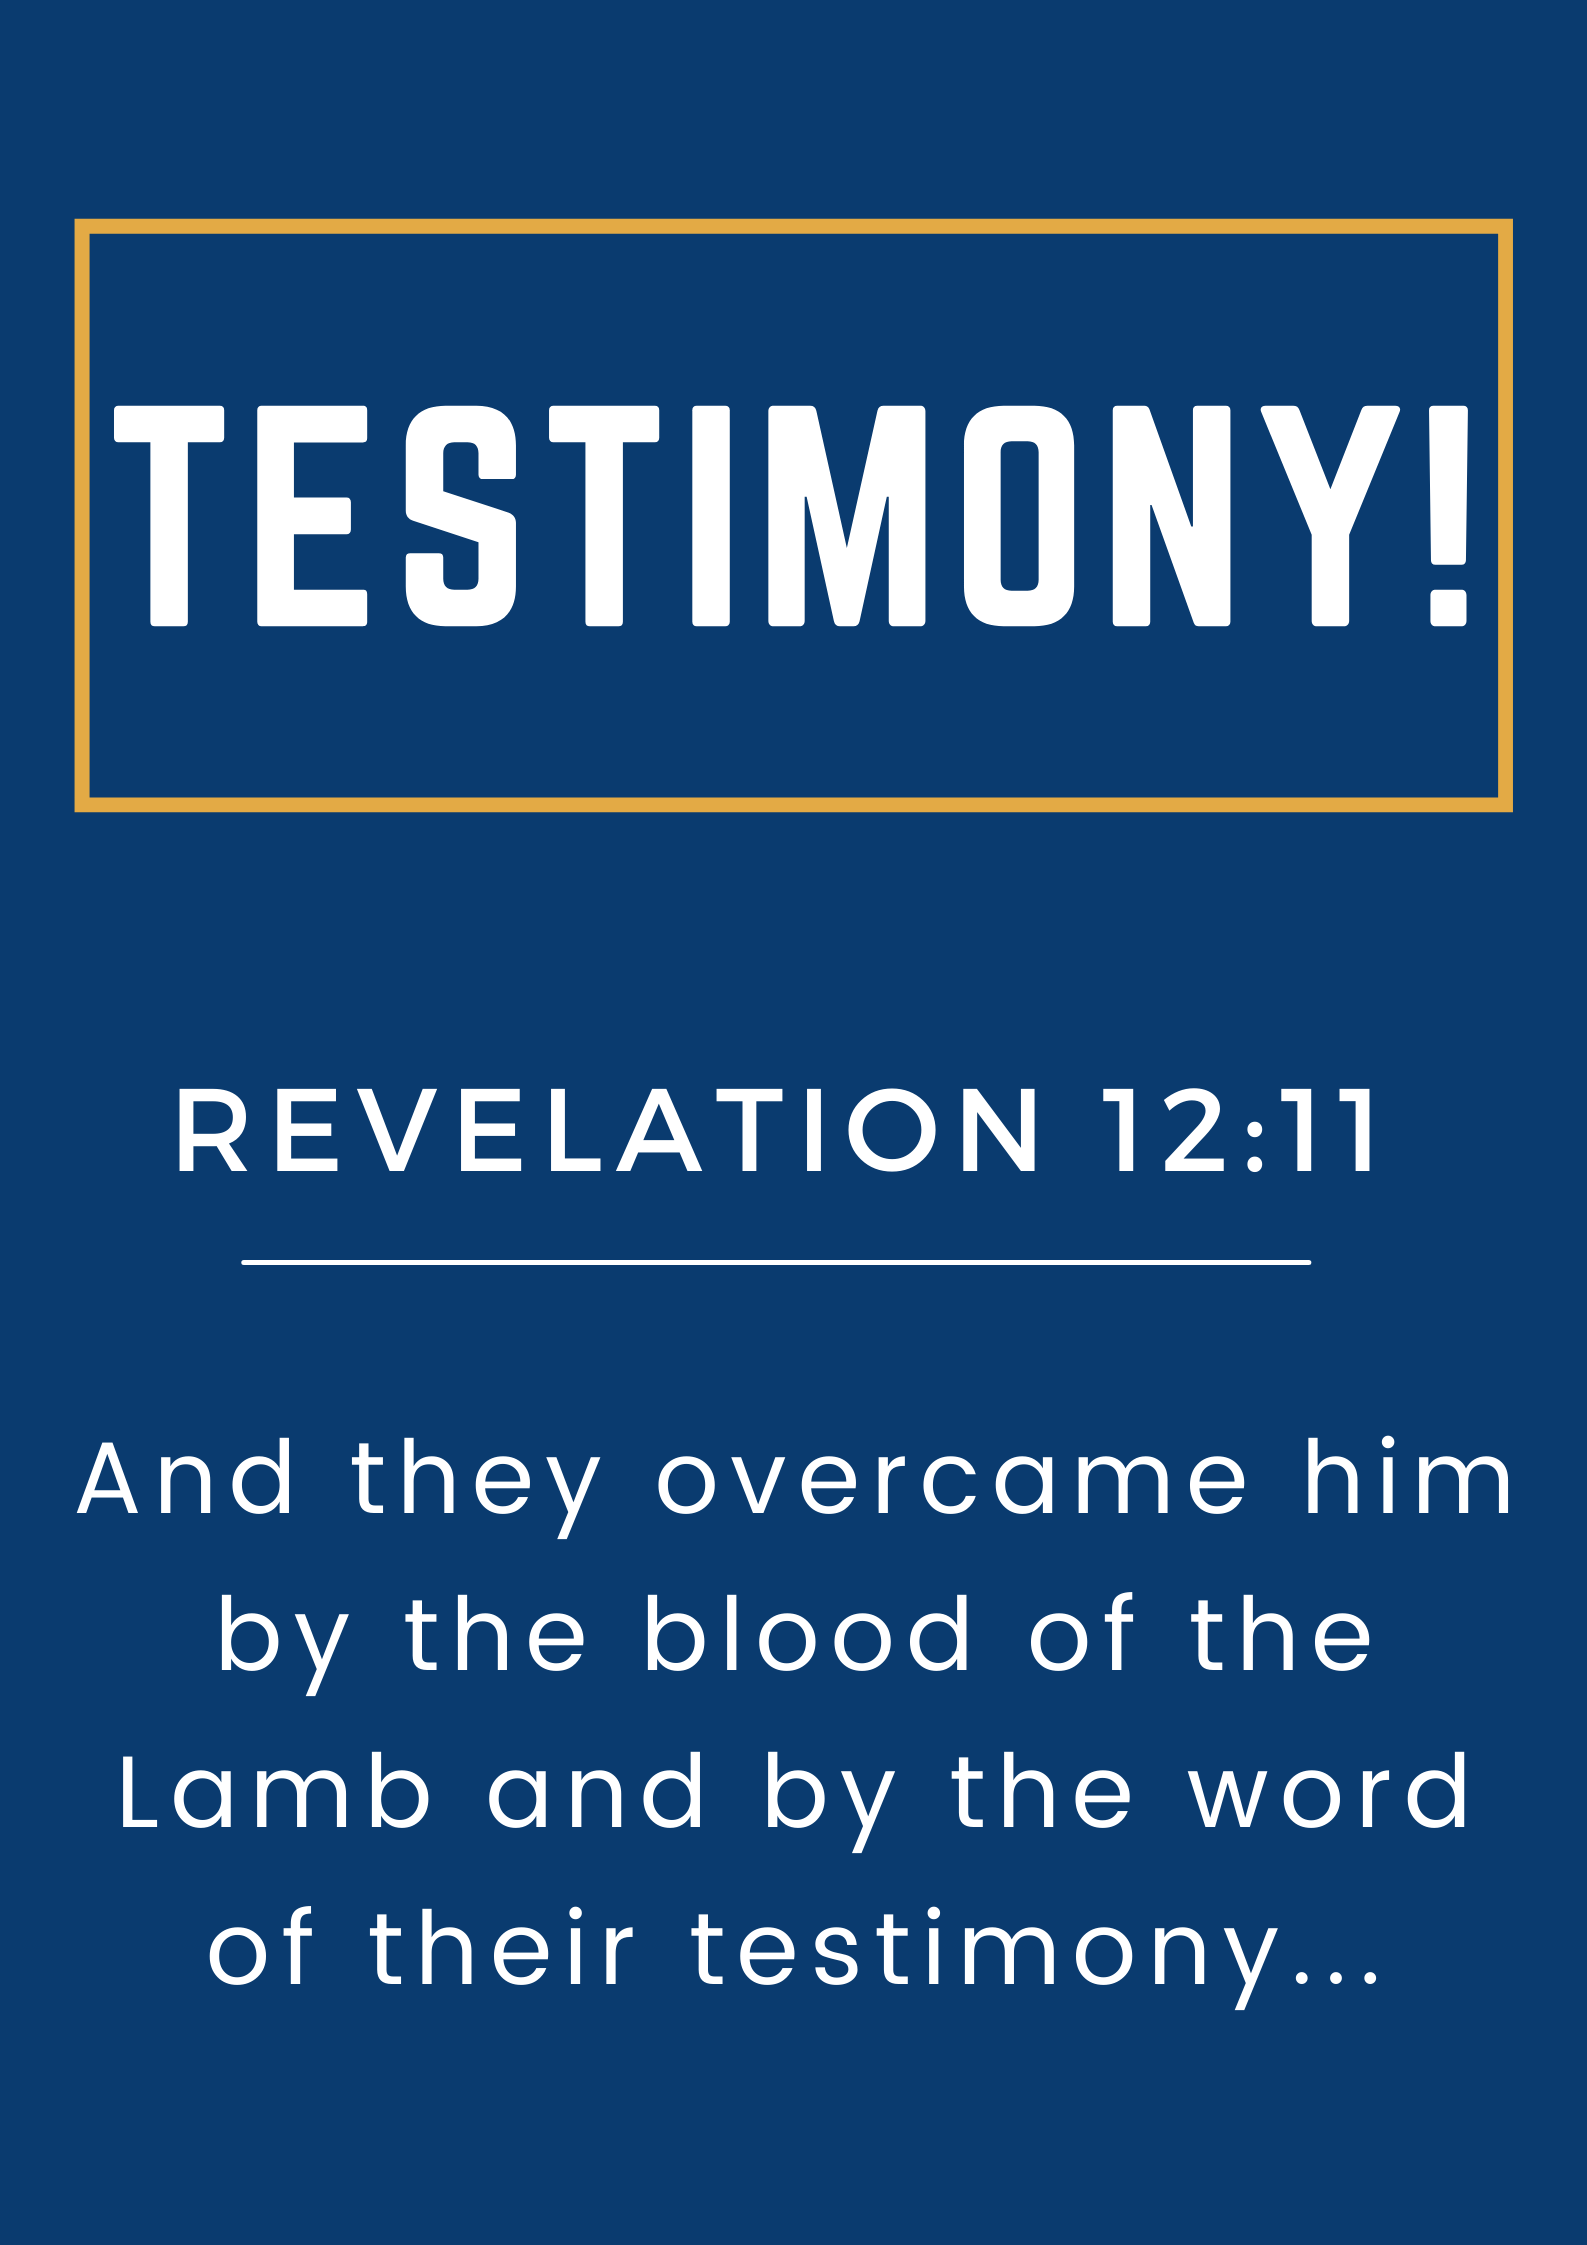 TESTIMONY!
REVELATION 12:11
And they overcame him
by the blood of the
Lamb and by the word
of their testimony...